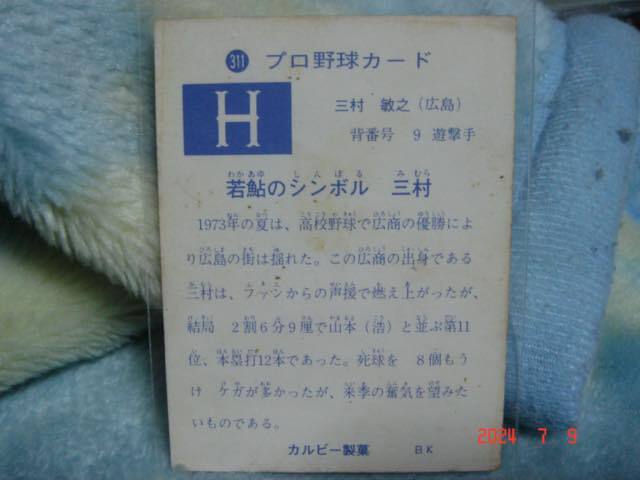 311 プロ野球カード
H
三村 敏之(広島)
背番号 9 遊撃手
わかあゆ しんぼる みむら
若鮎のシンボル 三村
1973年の夏は、高校野球で広商の優勝によ
り広島の街は揺れた。この広商の出身である
三村は、ファンからの声援で燃え上がったが、
結局 2割6分9厘で山本(浩)と並ぶ第11
位、本塁打12本であった。死球を 8個もう
け ケガが多かったが、来季の奮気を望みた
いものである。
カルビー製菓 BK
2024 7 9